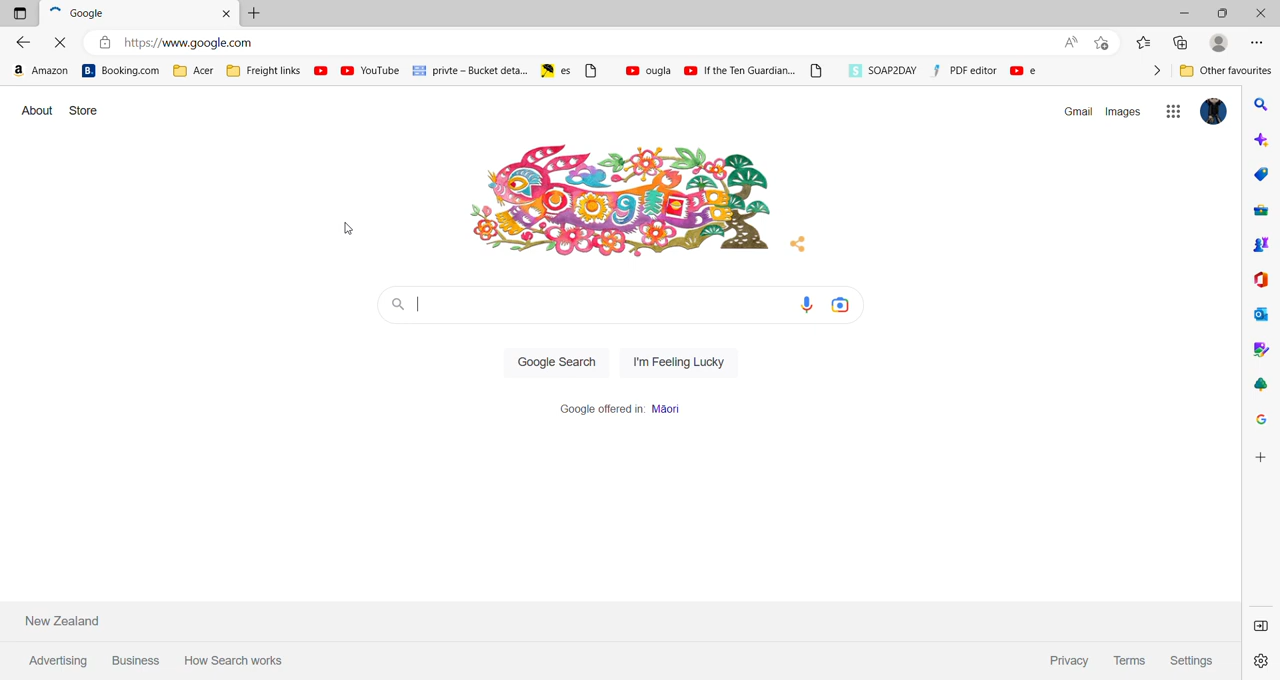 Google
https://www.google.com
Amazon
Booking.com
Acer
Freight links
YouTube
privte – Bucket deta...
es
ougla
If the Ten Guardian...
SOAP2DAY
PDF editor
e
Other favourites
About
Store
Gmail
Images
Google Search
I'm Feeling Lucky
Google offered in: Māori
New Zealand
Advertising
Business
How Search works
Privacy
Terms
Settings